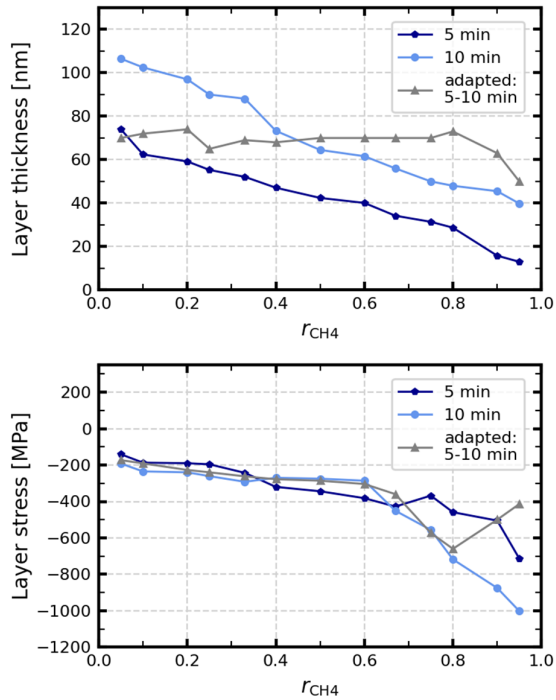 120
100
80
60
40
20
0
Layer thickness [nm]
5 min
10 min
adapted:
5-10 min
0.0 0.2 0.4 0.6 0.8 1.0
rCH4
200
0
−200
−400
−600
−800
−1000
−1200
Layer stress [MPa]
5 min
10 min
adapted:
5-10 min
0.0 0.2 0.4 0.6 0.8 1.0
rCH4